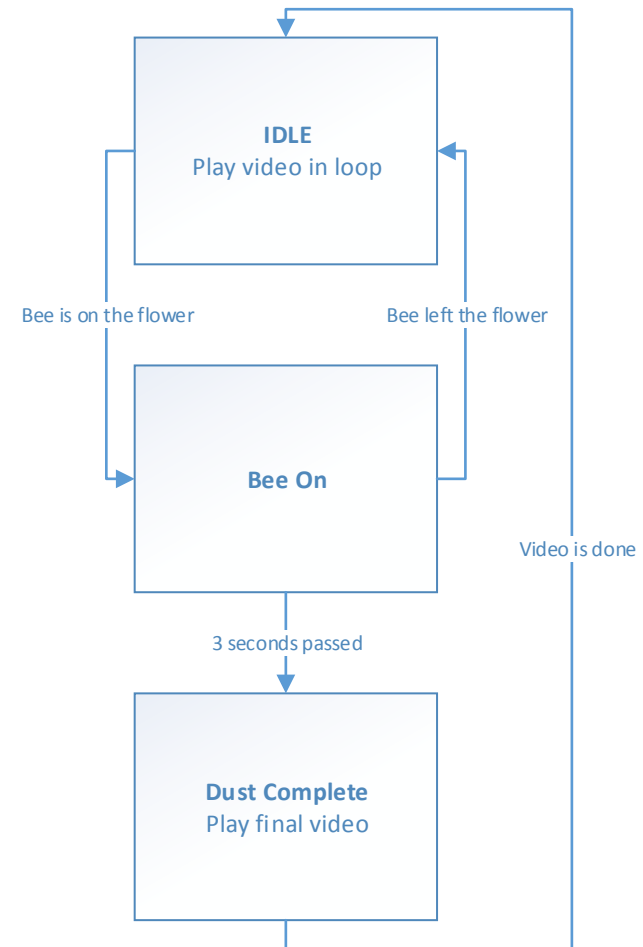 IDLE
Play video in loop
Bee is on the flower
Bee left the flower
Bee On
Video is done
3 seconds passed
Dust Complete
Play final video